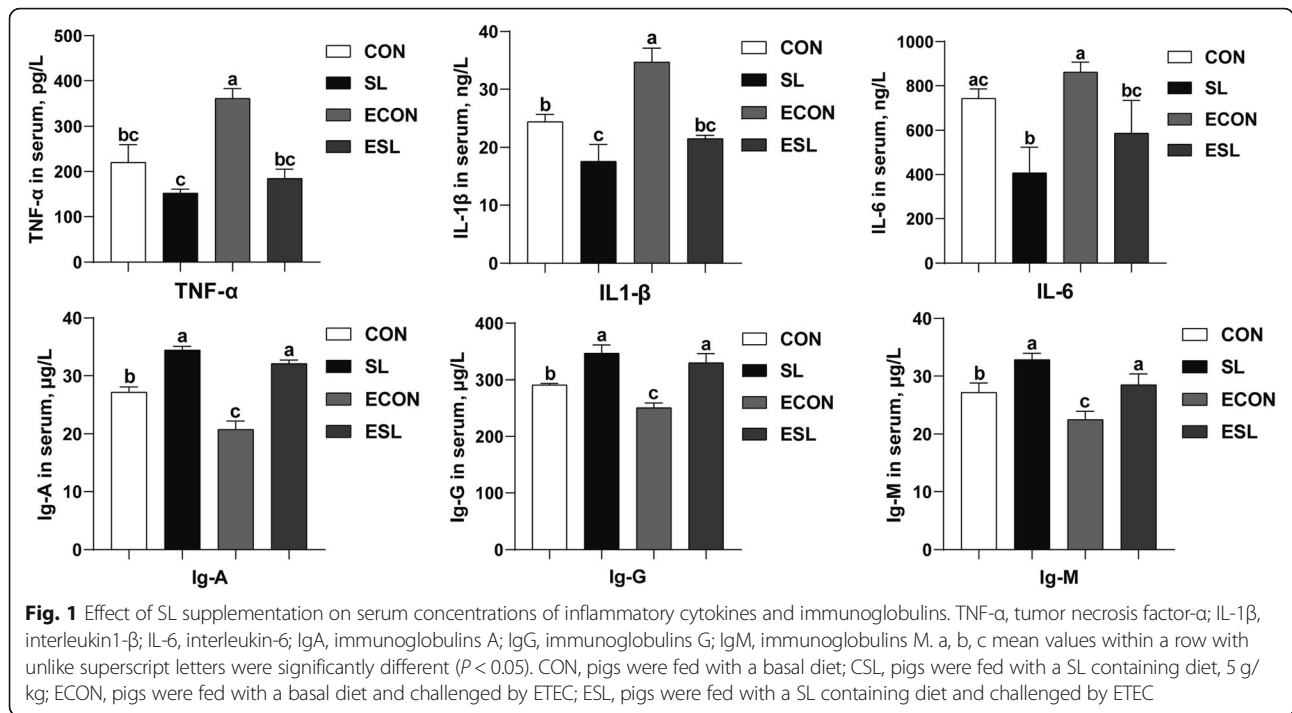 TNF-α in serum, pg/L
500
400
300
200
100
0
bc
c
a
bc
CON
SL
ECON
ESL
TNF-α
IL-1β in serum, ng/L
40
30
20
10
0
b
c
a
bc
CON
SL
ECON
ESL
IL1-β
IL-6 in serum, ng/L
1000
800
600
400
200
0
ac
b
a
bc
CON
SL
ECON
ESL
IL-6
Ig-A in serum, µg/L
40
30
20
10
0
b
a
c
a
CON
SL
ECON
ESL
Ig-A
Ig-G in serum, µg/L
400
300
200
100
0
b
a
c
a
CON
SL
ECON
ESL
Ig-G
Ig-M in serum, µg/L
40
30
20
10
0
b
a
c
a
CON
SL
ECON
ESL
Ig-M
Fig. 1 Effect of SL supplementation on serum concentrations of inflammatory cytokines and immunoglobulins. TNF-α, tumor necrosis factor-α; IL-1β,
interleukin1-β; IL-6, interleukin-6; IgA, immunoglobulins A; IgG, immunoglobulins G; IgM, immunoglobulins M. a, b, c mean values within a row with
unlike superscript letters were significantly different (P < 0.05). CON, pigs were fed with a basal diet; CSL, pigs were fed with a SL containing diet, 5 g/
kg; ECON, pigs were fed with a basal diet and challenged by ETEC; ESL, pigs were fed with a SL containing diet and challenged by ETEC